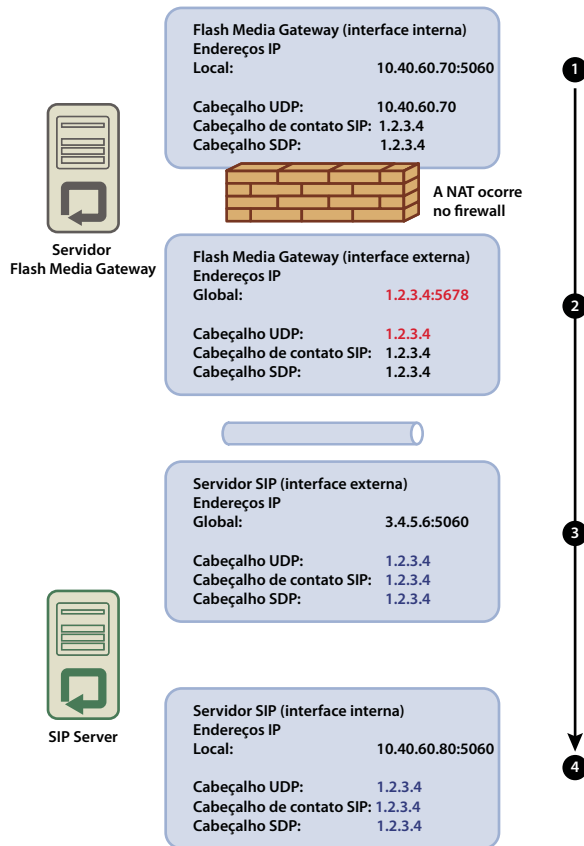 Flash Media Gateway (interface interna)
Endereços IP
Local: 10.40.60.70:5060
Cabeçalho UDP: 10.40.60.70
Cabeçalho de contato SIP: 1.2.3.4
Cabeçalho SDP: 1.2.3.4
1
A NAT ocorre
no firewall
Servidor
Flash Media Gateway
Flash Media Gateway (interface externa)
Endereços IP
Global: 1.2.3.4:5678
Cabeçalho UDP: 1.2.3.4
Cabeçalho de contato SIP: 1.2.3.4
Cabeçalho SDP: 1.2.3.4
2
Servidor SIP (interface externa)
Endereços IP
Global: 3.4.5.6:5060
Cabeçalho UDP: 1.2.3.4
Cabeçalho de contato SIP: 1.2.3.4
Cabeçalho SDP: 1.2.3.4
3
SIP Server
Servidor SIP (interface interna)
Endereços IP
Local: 10.40.60.80:5060
Cabeçalho UDP: 1.2.3.4
Cabeçalho de contato SIP: 1.2.3.4
Cabeçalho SDP: 1.2.3.4
4